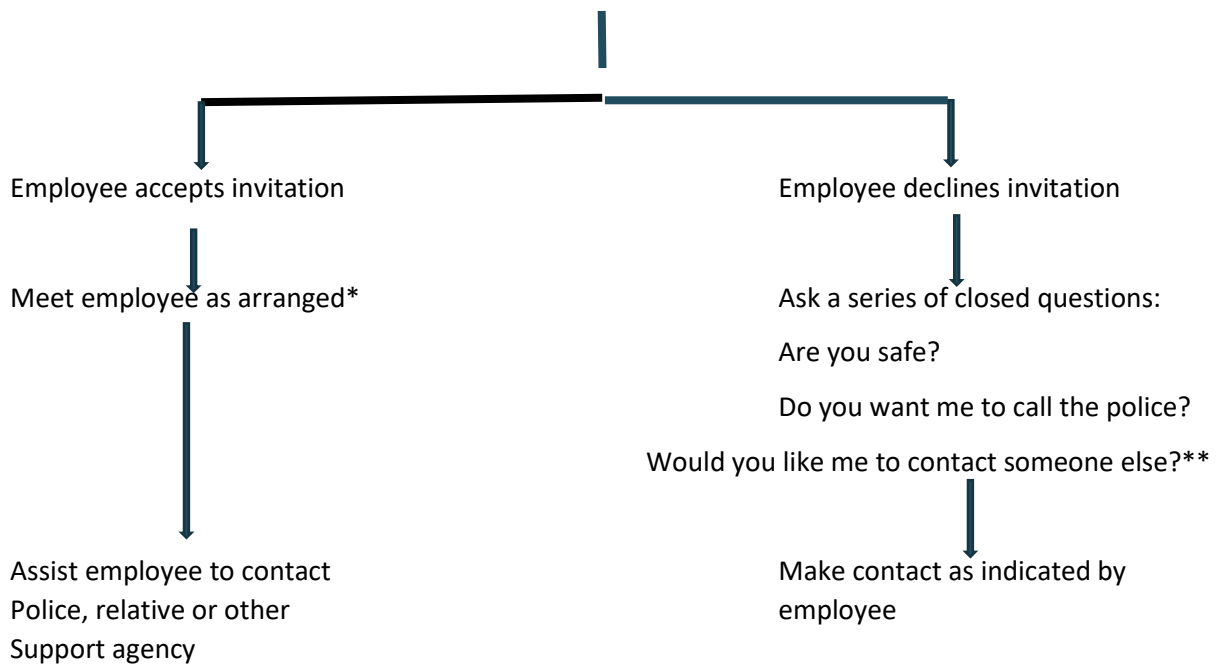 Employee accepts invitation
Employee declines invitation
Meet employee as arranged*
Ask a series of closed questions:
Are you safe?
Do you want me to call the police?
Would you like me to contact someone else?**
Assist employee to contact
Police, relative or other
Support agency
Make contact as indicated by
employee